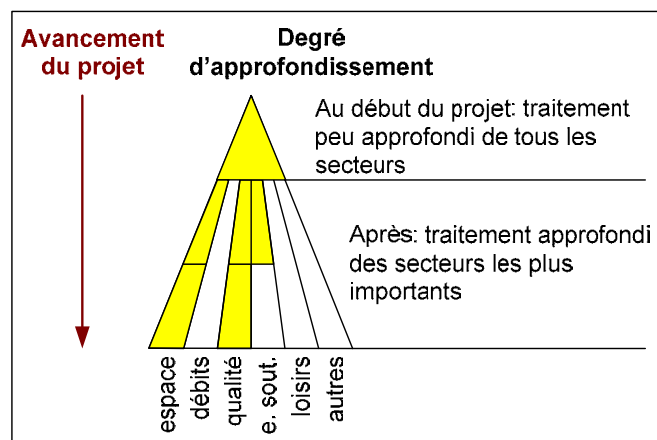 Avancement
du projet
Degré
d'approfondissement
Au début du projet: traitement
peu approfondi de tous les
secteurs
Après: traitement approfondi
des secteurs les plus
importants
espace
débits
qualité
e. sout.
loisirs
autres